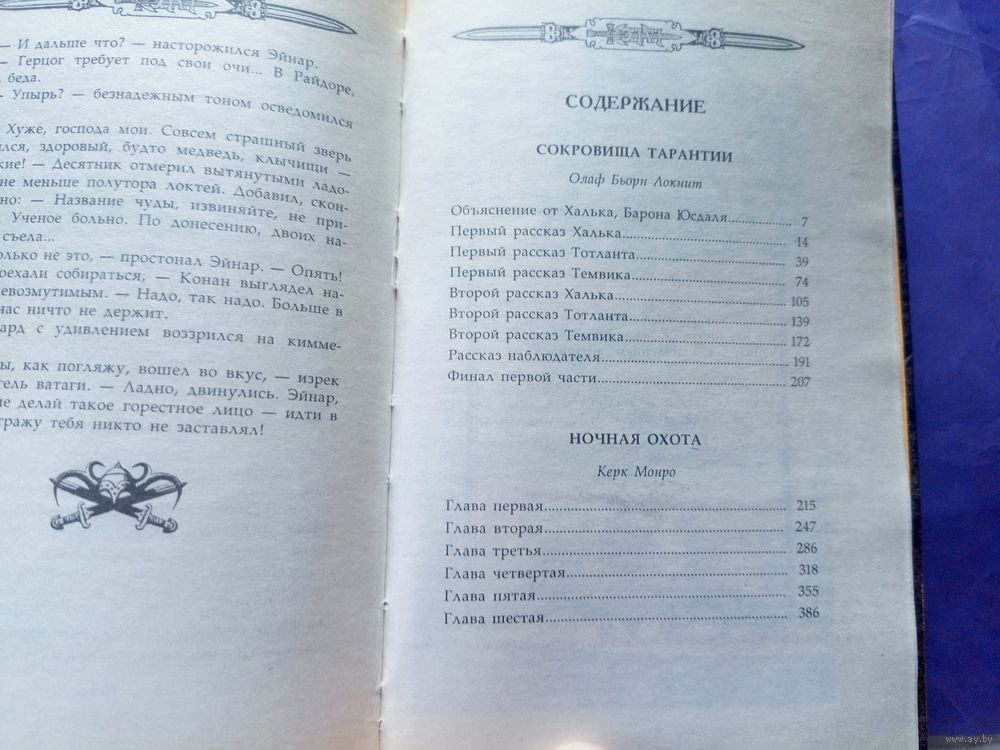 — И дальше что? — насторожился Эйнар.
— Герцог требует под свои очи... В Райдоре,
беда.
— Упырь? — безнадежным тоном осведомился
Хуже, господа мои. Совсем страшный зверь
лся, здоровый, будто медведь, клычищи —
кие! — Десятник отмерил вытянутыми ладо-
не меньше полутора локтей. Добавил, скон-
но: — Название чуды, извиняйте, не при-
. Ученое больно. По донесению, двоих на-
съела...
олько не это, — простонал Эйнар. — Опять!
оехали собираться, — Конан выглядел на-
евозмутимым. — Надо, так надо. Больше в
нас ничто не держит.
ард с удивлением воззрился на кимме-
ы, как погляжу, вошел во вкус, — изрек
тель ватаги. — Ладно, двинулись. Эйнар,
не делай такое горестное лицо — идти в
тражу тебя никто не заставлял!
СОДЕРЖАНИЕ
СОКРОВИЩА ТАРАНТИИ
Олаф Бьорн Локнит
Объяснение от Халька, Барона Юсдаля 7
Первый рассказ Халька 14
Первый рассказ Тотланта 39
Первый рассказ Темвика 74
Второй рассказ Халька 105
Второй рассказ Тотланта 139
Второй рассказ Темвика 172
Рассказ наблюдателя 191
Финал первой части 207
НОЧНАЯ ОХОТА
Керк Монро
Глава первая 215
Глава вторая 247
Глава третья 286
Глава четвертая 318
Глава пятая 355
Глава шестая 386
www.ay.by